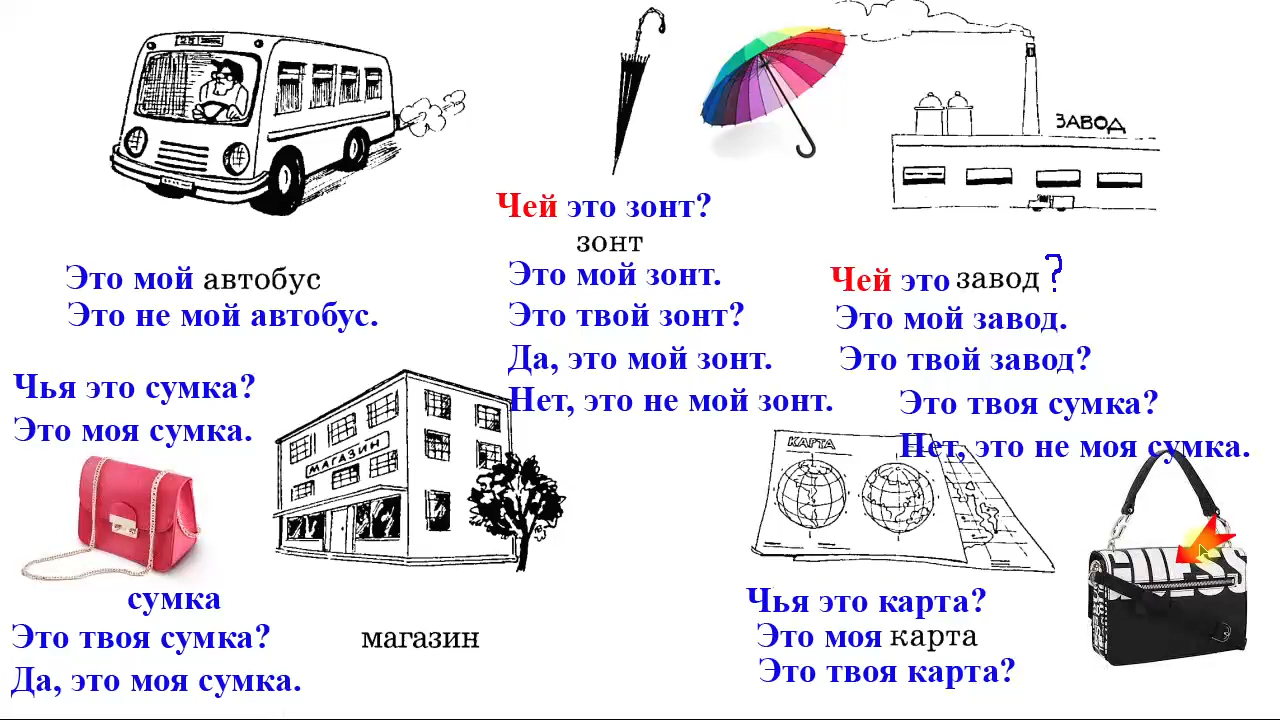 Это мой автобус
Это не мой автобус.
Чей это зонт?
зонт
Это мой зонт.
Это твой зонт?
Да, это мой зонт.
Нет, это не мой зонт.
ЗАВОД
Чей это завод?
Это мой завод.
Это твой завод?
Чья это сумка?
Это моя сумка.
сумка
Это твоя сумка?
Да, это моя сумка.
МАГАЗИН
магазин
Это твоя сумка?
Нет, это не моя сумка.
КАРТА
Чья это карта?
Это моя карта
Это твоя карта?